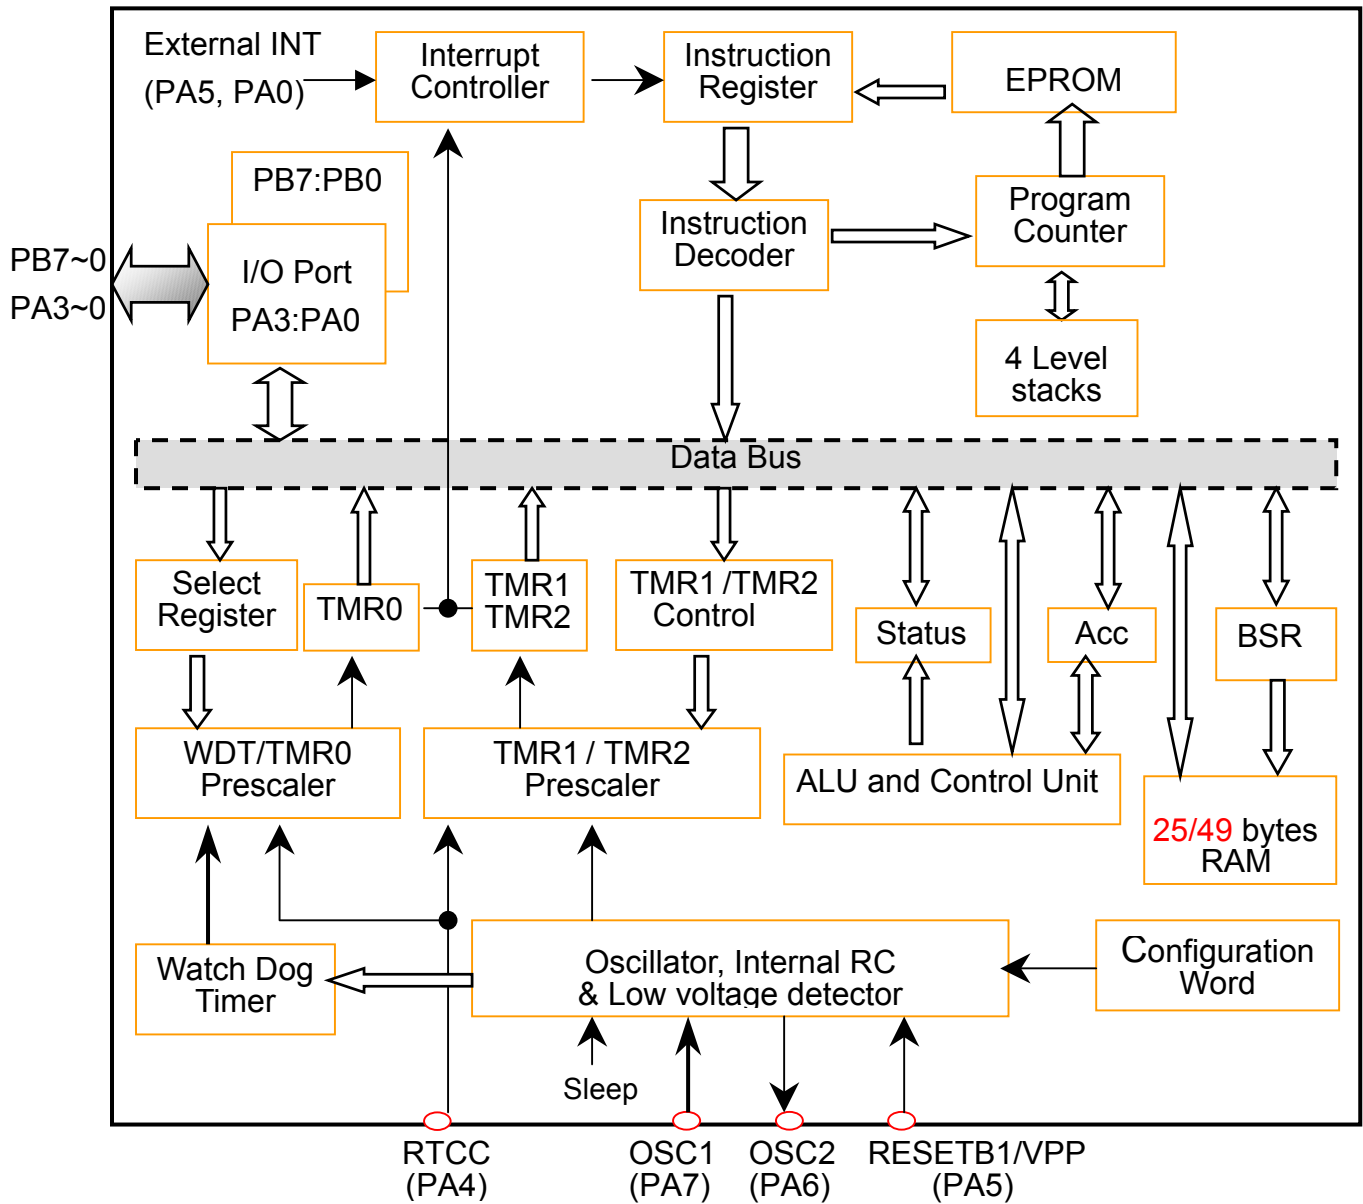 External INT
(PA5, PA0)
Interrupt
Controller
Instruction
Register
EPROM
PB7:PB0
Instruction
Decoder
Program
Counter
PB7~0
PA3~0
I/O Port
PA3:PA0
4 Level
stacks
Data Bus
Select
Register
TMR0
TMR1
TMR2
TMR1 /TMR2
Control
Status
Acc
BSR
WDT/TMR0
Prescaler
TMR1 / TMR2
Prescaler
ALU and Control Unit
25/49 bytes
RAM
Watch Dog
Timer
Oscillator, Internal RC
& Low voltage detector
Configuration
Word
Sleep
RTCC
(PA4)
OSC1
(PA7)
OSC2
(PA6)
RESETB1/VPP
(PA5)